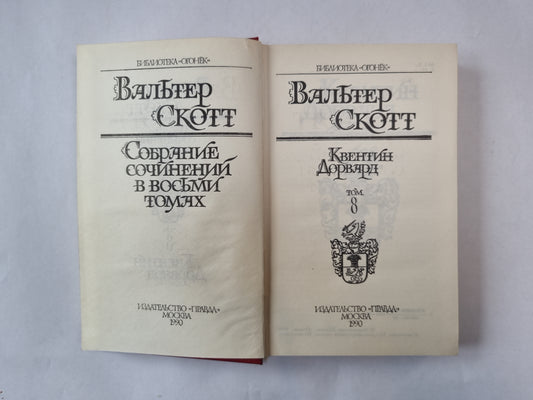 БИБЛИОТЕКА «ОГОНЁК»
ВАЛЬТЕР
СКОТТ
СОБРАНИЕ
СОЧИНЕНИЙ
В ВОСЬМИ
ТОМАХ
ИЗДАТЕЛЬСТВО «ПРАВДА»
МОСКВА
1990
БИБЛИОТЕКА «ОГОНЁК»
ВАЛЬТЕР
СКОТТ
КВЕНТИН
ДОРВАРД
ТОМ
8
ИЗДАТЕЛЬСТВО «ПРАВДА»
МОСКВА
1990